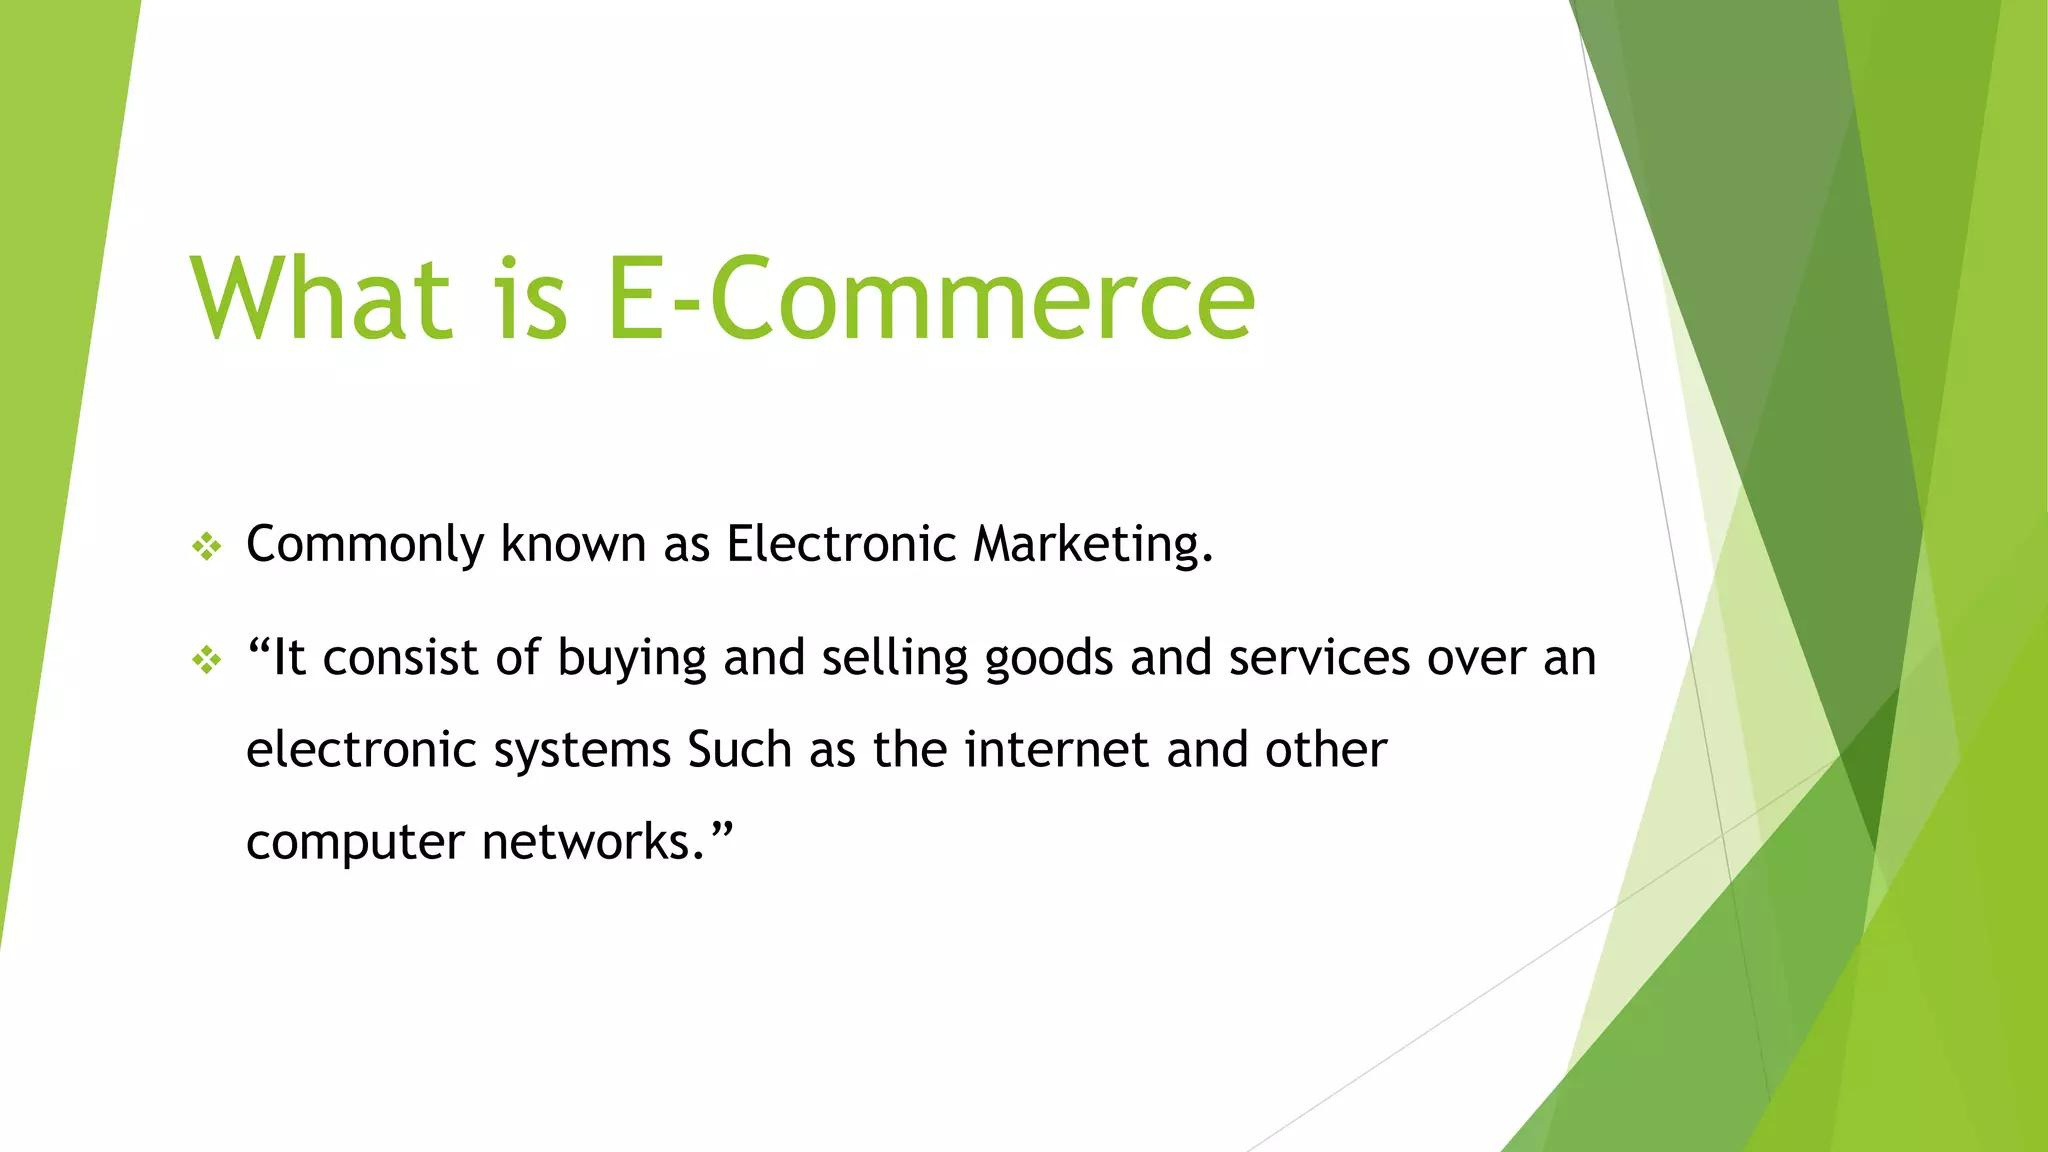 What is E-Commerce
❖ Commonly known as Electronic Marketing.
❖ “It consist of buying and selling goods and services over an
electronic systems Such as the internet and other
computer networks.”